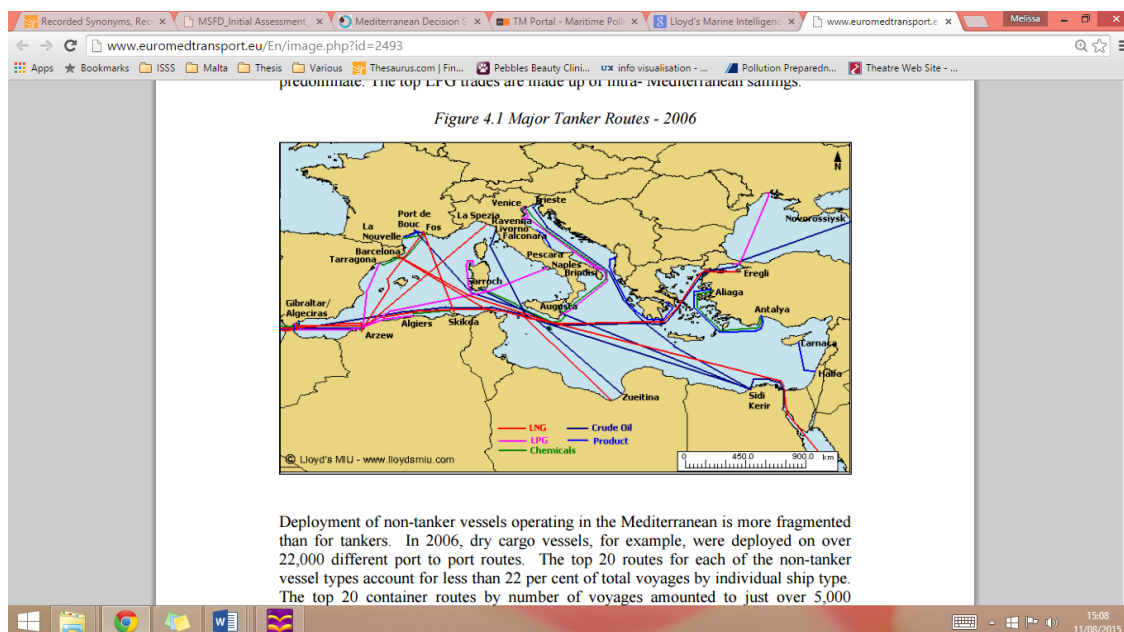 Recorded Synonyms, Rec
MSFD_Initial Assessment_
Mediterranean Decision S
TM Portal - Maritime Poll
Lloyd's Marine Intelligenc
www.euromedtransport.e
Melissa
www.euromedtransport.eu/En/image.php?id=2493
Apps
Bookmarks
ISSS
Malta
Thesis
Various
Thesaurus.com | Fin...
Pebbles Beauty Clini...
UX info visualisation - ...
Pollution Preparedn...
Theatre Web Site - ...
predominate. The top LPG trades are made up of intra- Mediterranean sailings.
Figure 4.1 Major Tanker Routes - 2006
N
Venice
Trieste
Port de
Bouc
Fos
La Spezia
Ravenna
Livorno
Falconara
La
Nouvelle
Novorossiysk
Barcelona
Tarragona
Pescara
Naples
Brindisi
Eregli
Sarroch
Aliaga
Gibraltar/
Algeciras
Augusta
Antalya
Algiers
Skikda
Arzew
Carnaca
Haifa
Zueitina
Sidi
Kerir
LNG
Crude Oil
LPG
Product
Chemicals
0 450.0 900.0 km
© Lloyd's MIU - www.lloydsmiu.com
Deployment of non-tanker vessels operating in the Mediterranean is more fragmented
than for tankers. In 2006, dry cargo vessels, for example, were deployed on over
22,000 different port to port routes. The top 20 routes for each of the non-tanker
vessel types account for less than 22 per cent of total voyages by individual ship type.
The top 20 container routes by number of voyages amounted to just over 5,000
15:08
11/08/2015